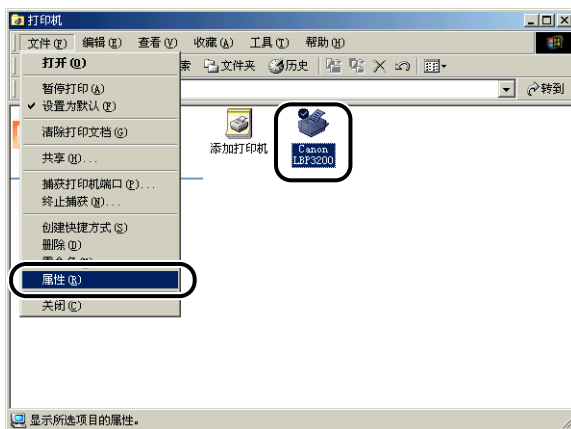 打印机
文件(F) 编辑(E) 查看(V) 收藏(A) 工具(T) 帮助(H)
索 文件夹 历史
转到
打开(O)
暂停打印(A)
设置为默认(F)
清除打印文档(G)
共享(H)...
捕获打印机端口(P)...
终止捕获(N)...
创建快捷方式(S)
删除(D)
属性(R)
关闭(C)
添加打印机
Canon
LBP3200
显示所选项目的属性。